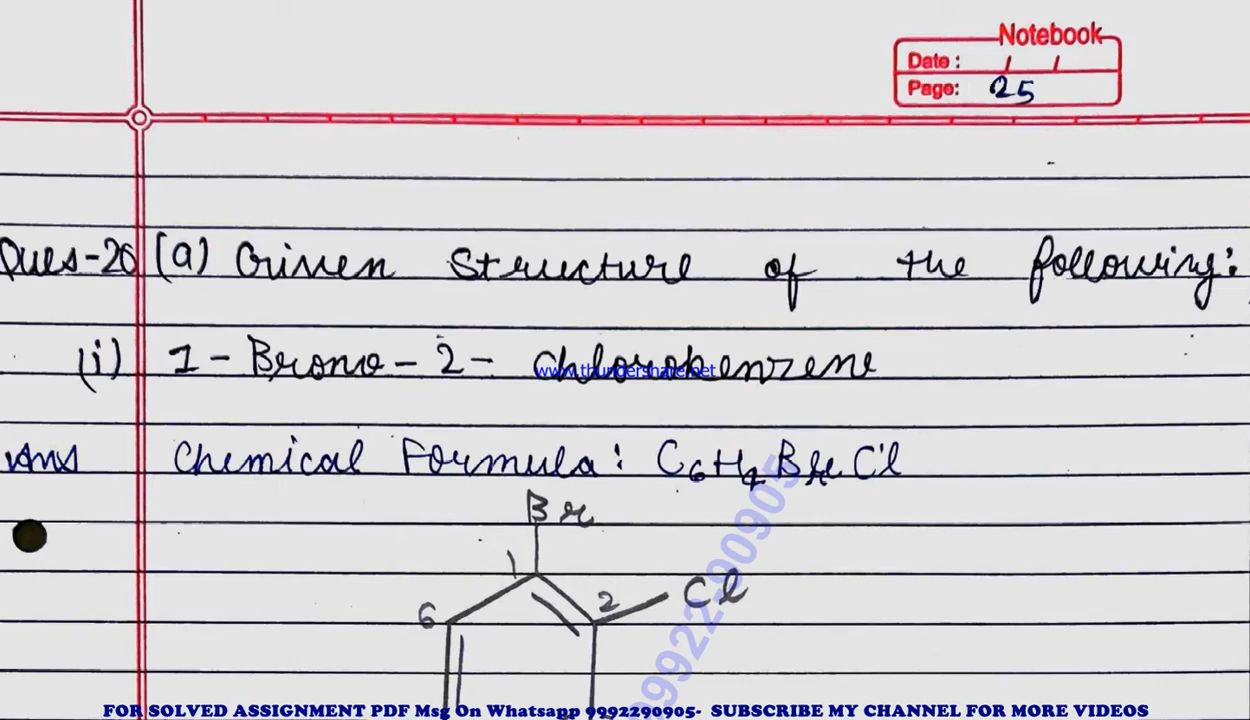 Notebook
Date : / /
Page: 25
Ques-20 (a) Given Structure of the following:
(i) 1 - Bromo - 2 - chlorobenzene
www.thundershare.net
Ans Chemical Formula : C6H4BrCl
Br
1
2 Cl
6
99922-90905
FOR SOLVED ASSIGNMENT PDF Msg On Whatsapp 9992290905- SUBSCRIBE MY CHANNEL FOR MORE VIDEOS